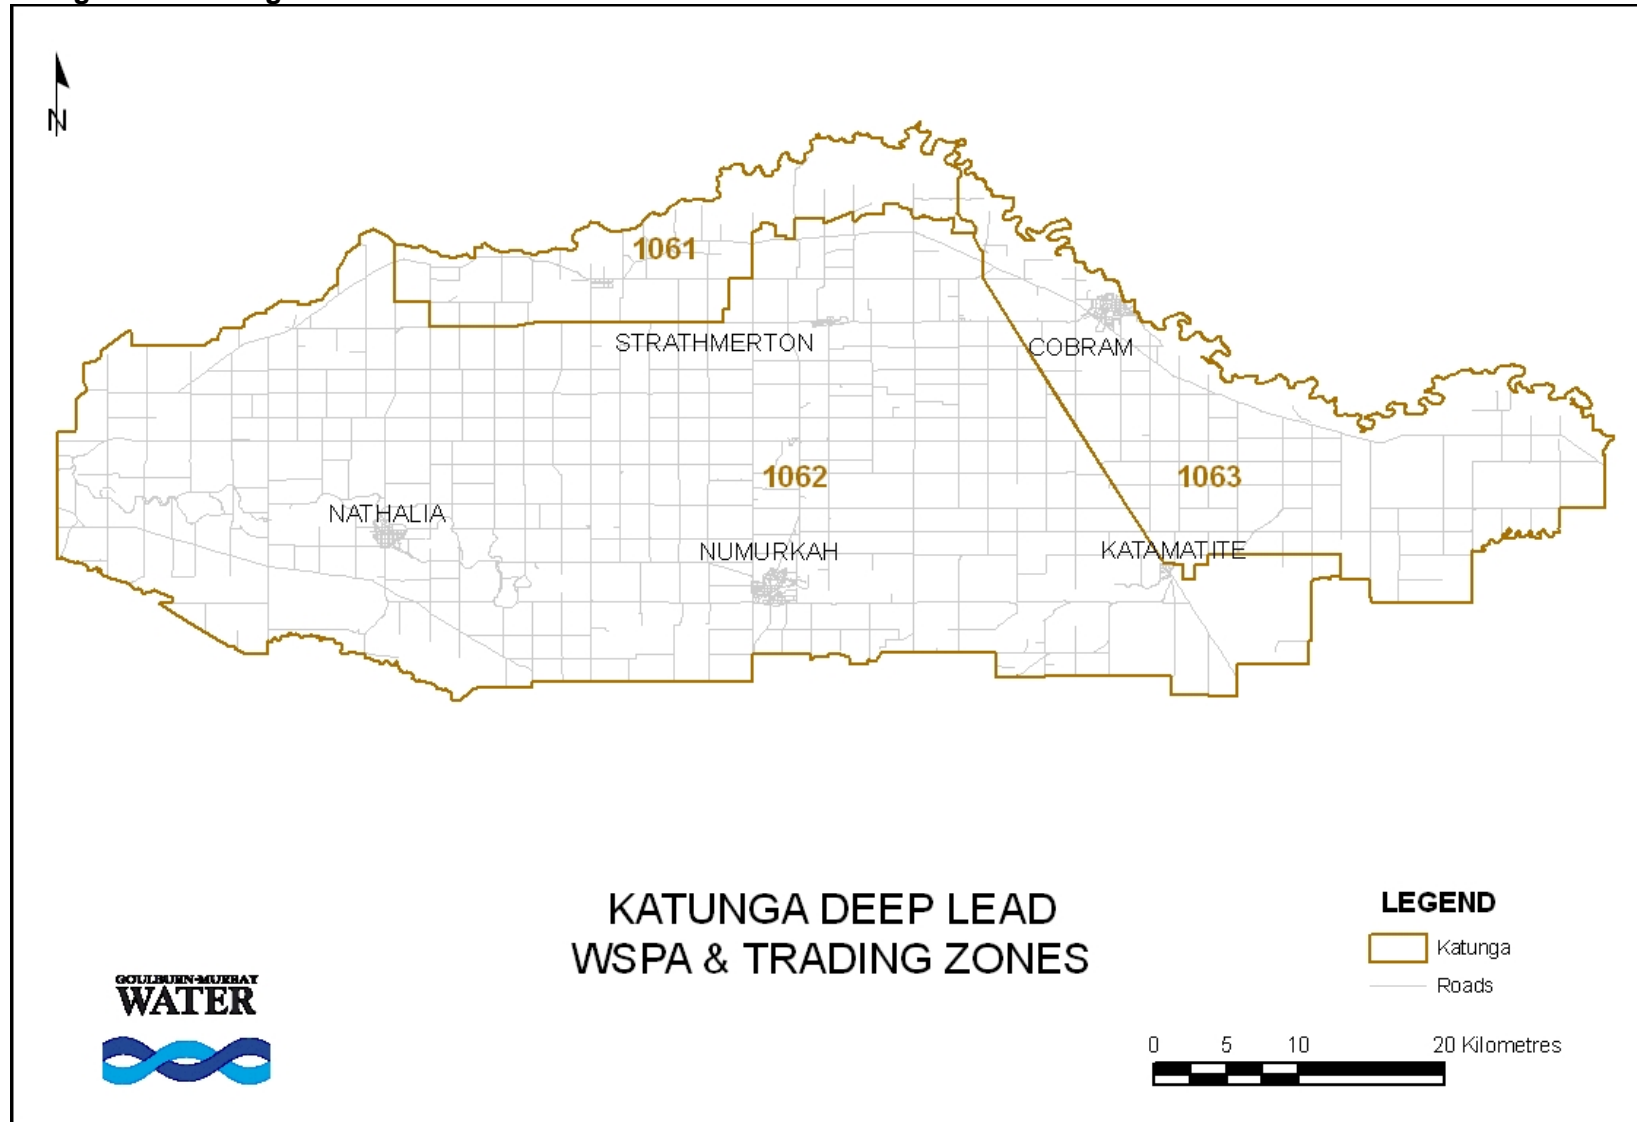 N
1061
STRATHMERTON
COBRAM
1062
1063
NATHALIA
NUMURKAH
KATAMATITE
KATUNGA DEEP LEAD
WSPA & TRADING ZONES
LEGEND
Katunga
Roads
GOULBURN-MURRAY
WATER
0 5 10 20 Kilometres